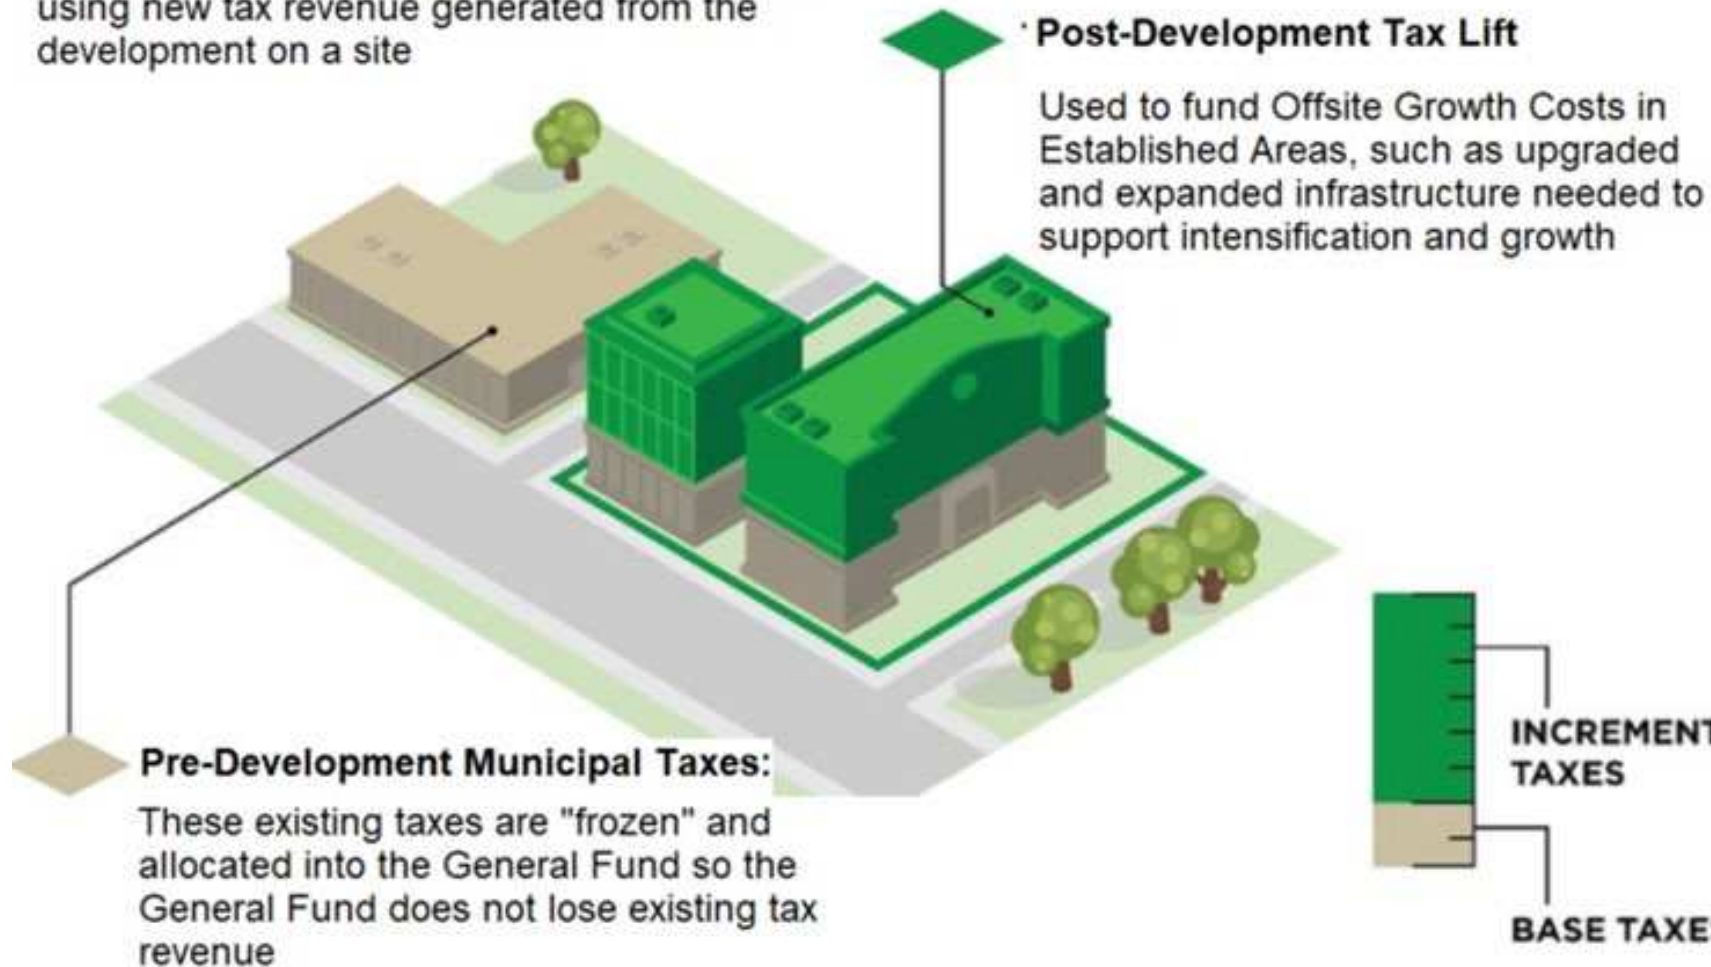 using new tax revenue generated from the
development on a site
Post-Development Tax Lift
Used to fund Offsite Growth Costs in
Established Areas, such as upgraded
and expanded infrastructure needed to
support intensification and growth
Pre-Development Municipal Taxes:
These existing taxes are "frozen" and
allocated into the General Fund so the
General Fund does not lose existing tax
revenue
INCREMENT
TAXES
BASE TAXE